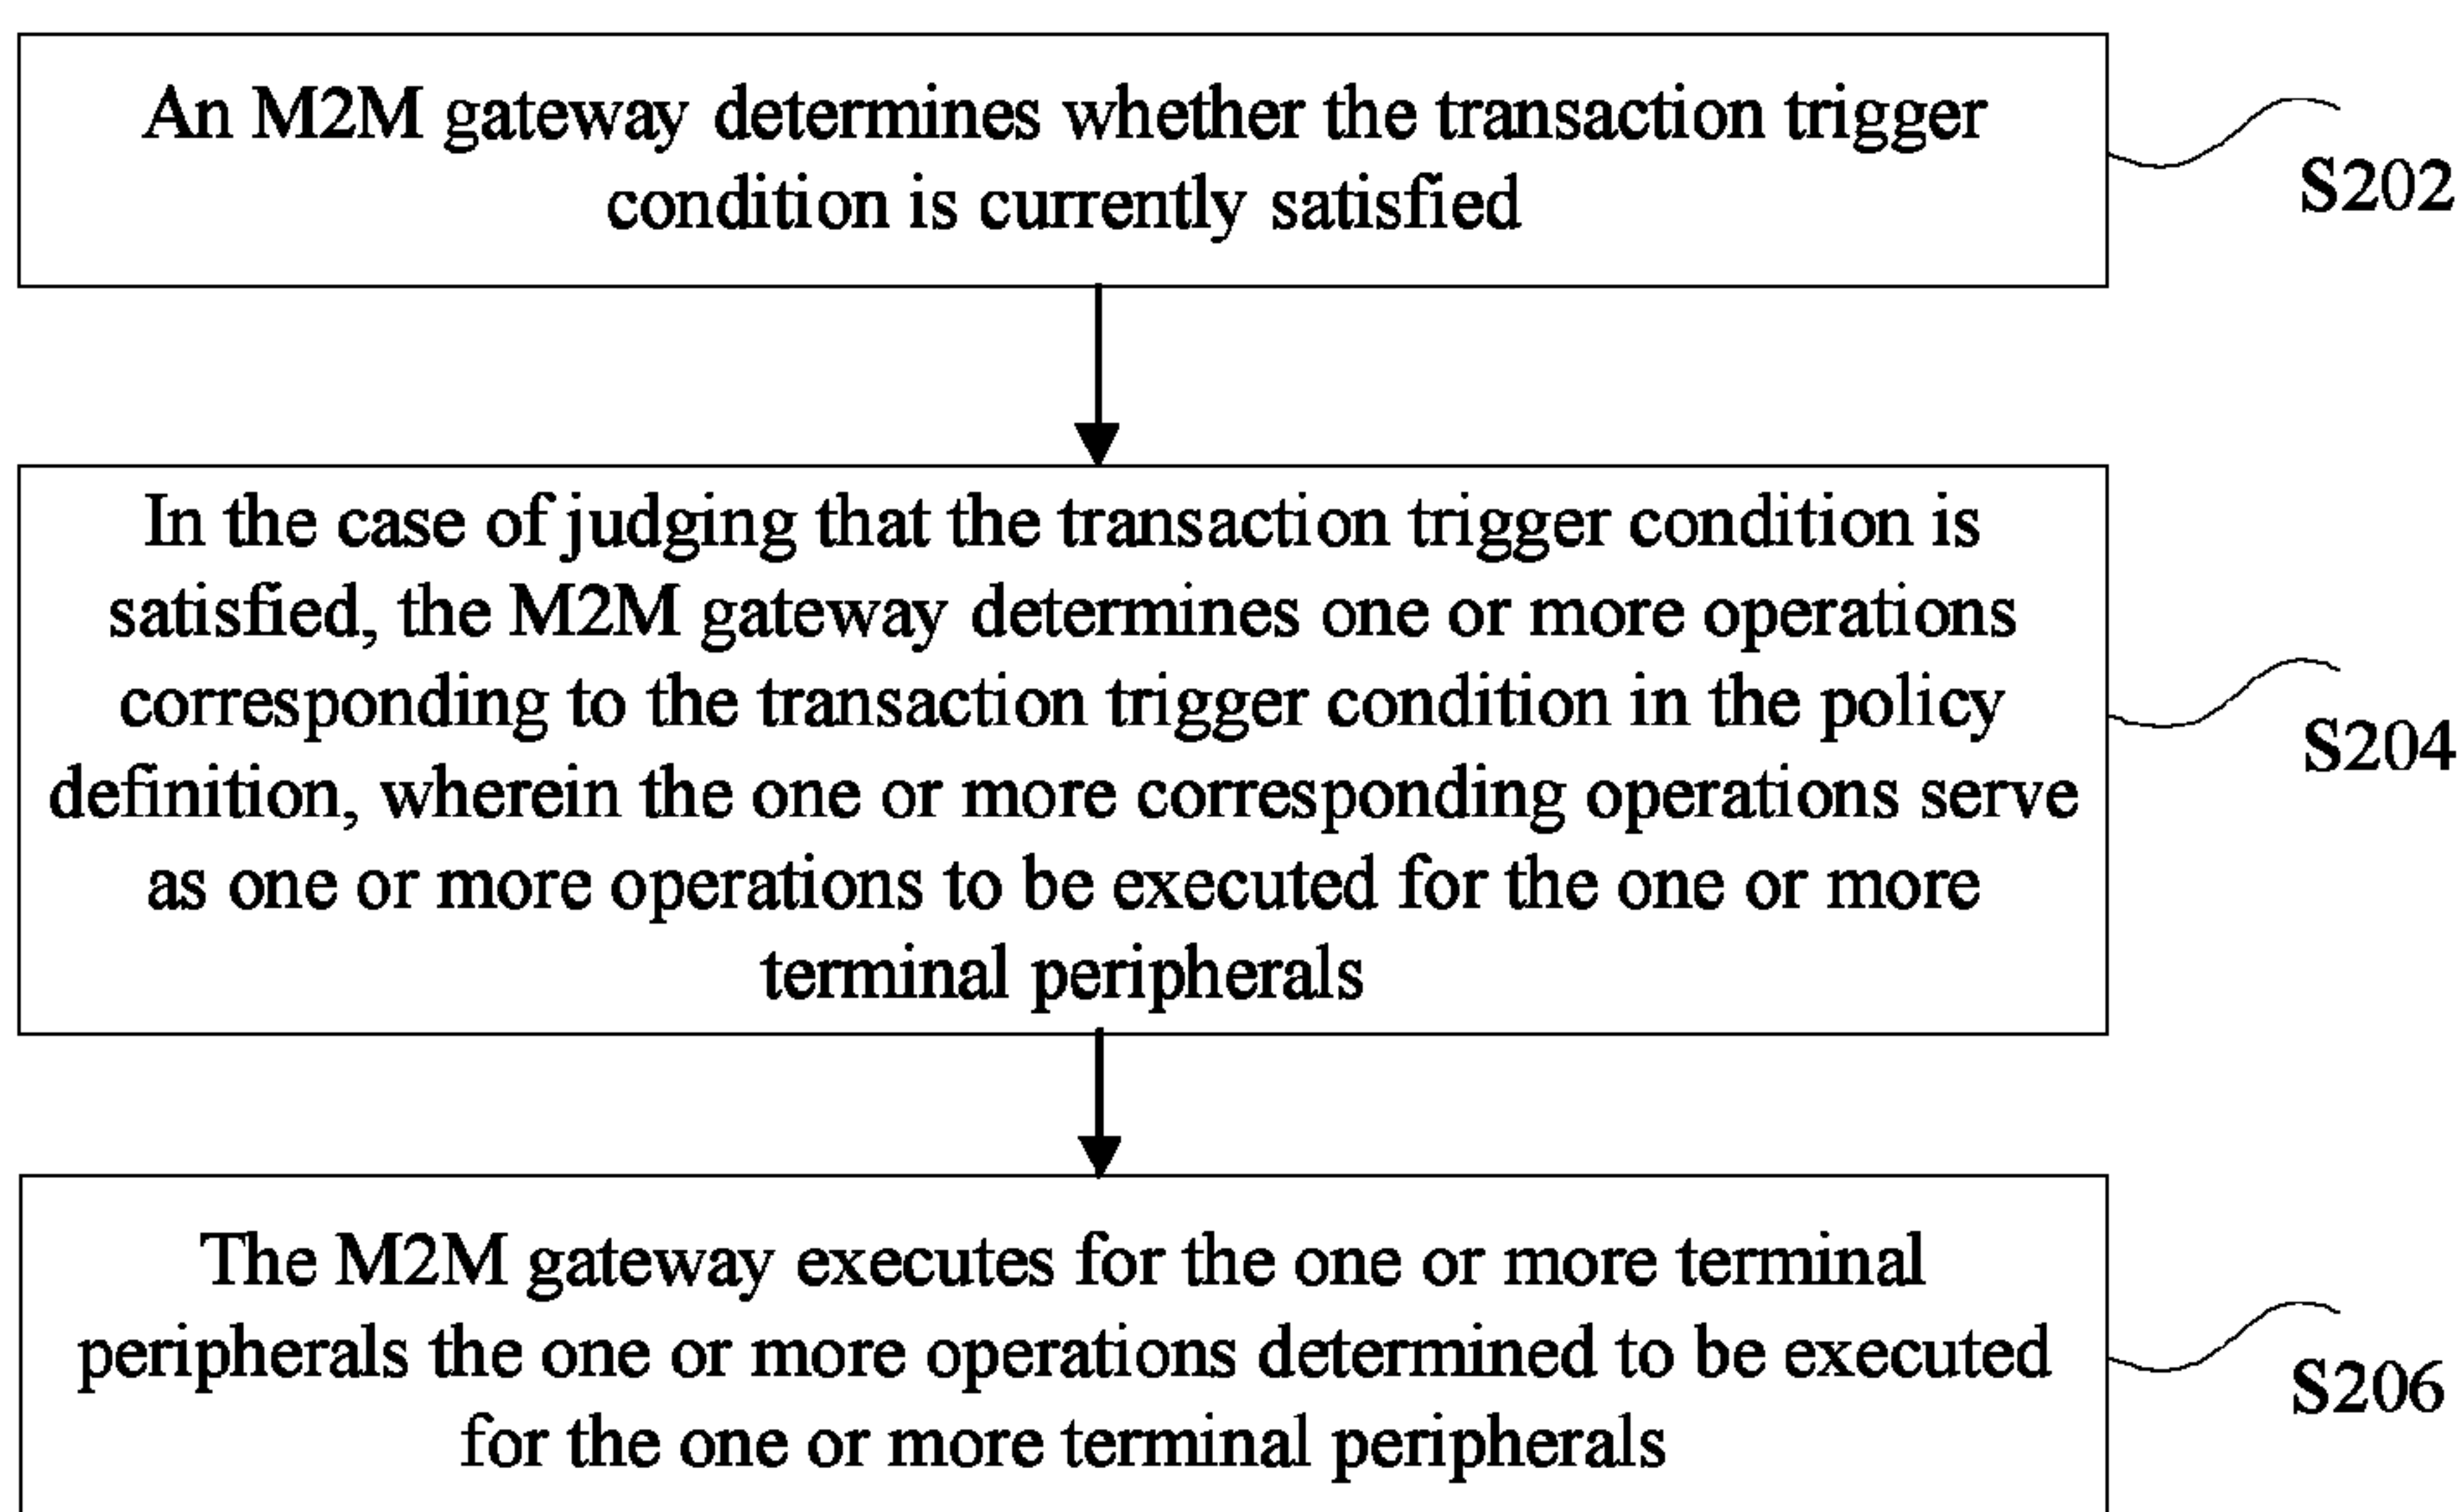 An M2M gateway determines whether the transaction trigger
condition is currently satisfied
S202
In the case of judging that the transaction trigger condition is
satisfied, the M2M gateway determines one or more operations
corresponding to the transaction trigger condition in the policy
definition, wherein the one or more corresponding operations serve
as one or more operations to be executed for the one or more
terminal peripherals
S204
The M2M gateway executes for the one or more terminal
peripherals the one or more operations determined to be executed
for the one or more terminal peripherals
S206